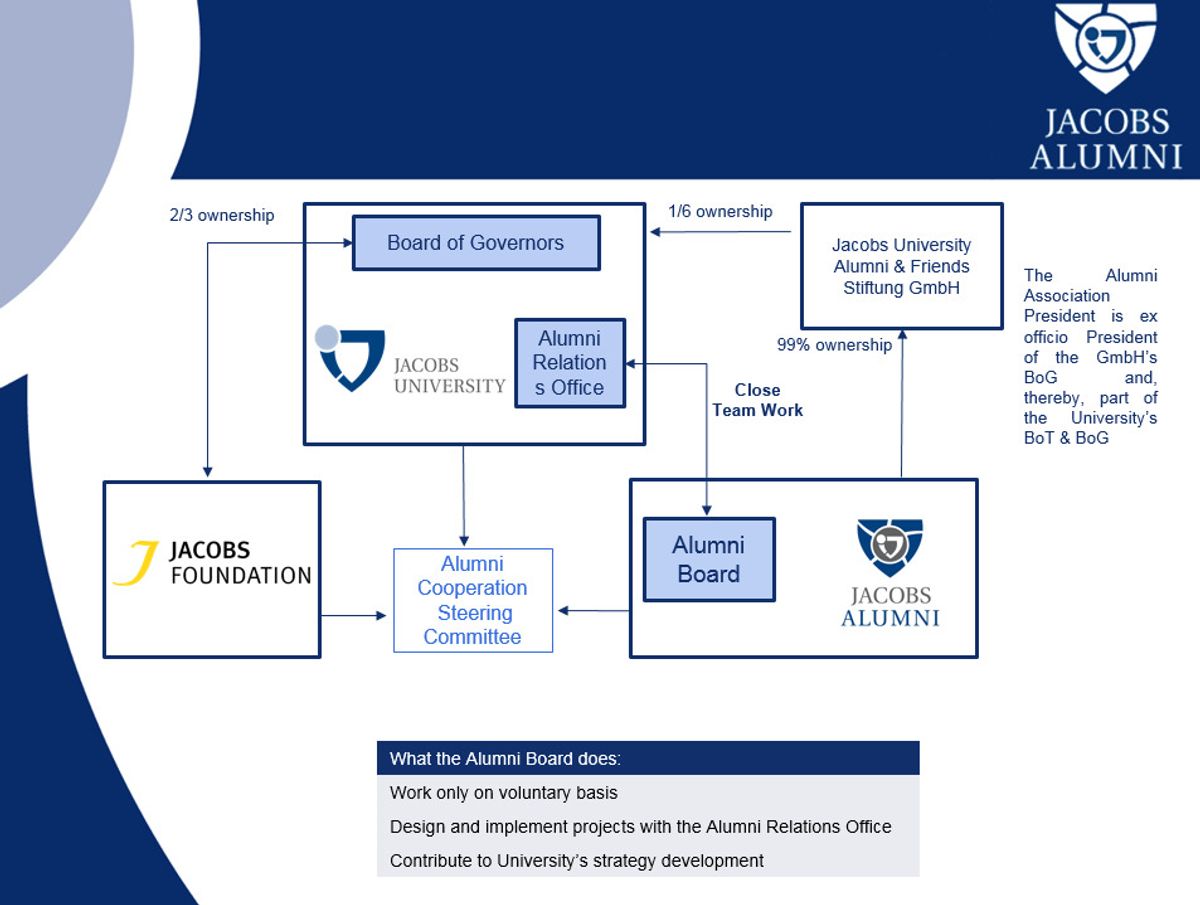 JACOBS
ALUMNI
2/3 ownership
Board of Governors
1/6 ownership
Jacobs University
Alumni & Friends
Stiftung GmbH
The Alumni
Association
President is ex
officio President
of the GmbH's
BoG and,
thereby, part of
the University's
BoT & BoG
JACOBS
UNIVERSITY
Alumni
Relation
s Office
99% ownership
Close
Team Work
JACOBS
FOUNDATION
Alumni
Cooperation
Steering
Committee
Alumni
Board
JACOBS
ALUMNI
What the Alumni Board does:
Work only on voluntary basis
Design and implement projects with the Alumni Relations Office
Contribute to University's strategy development